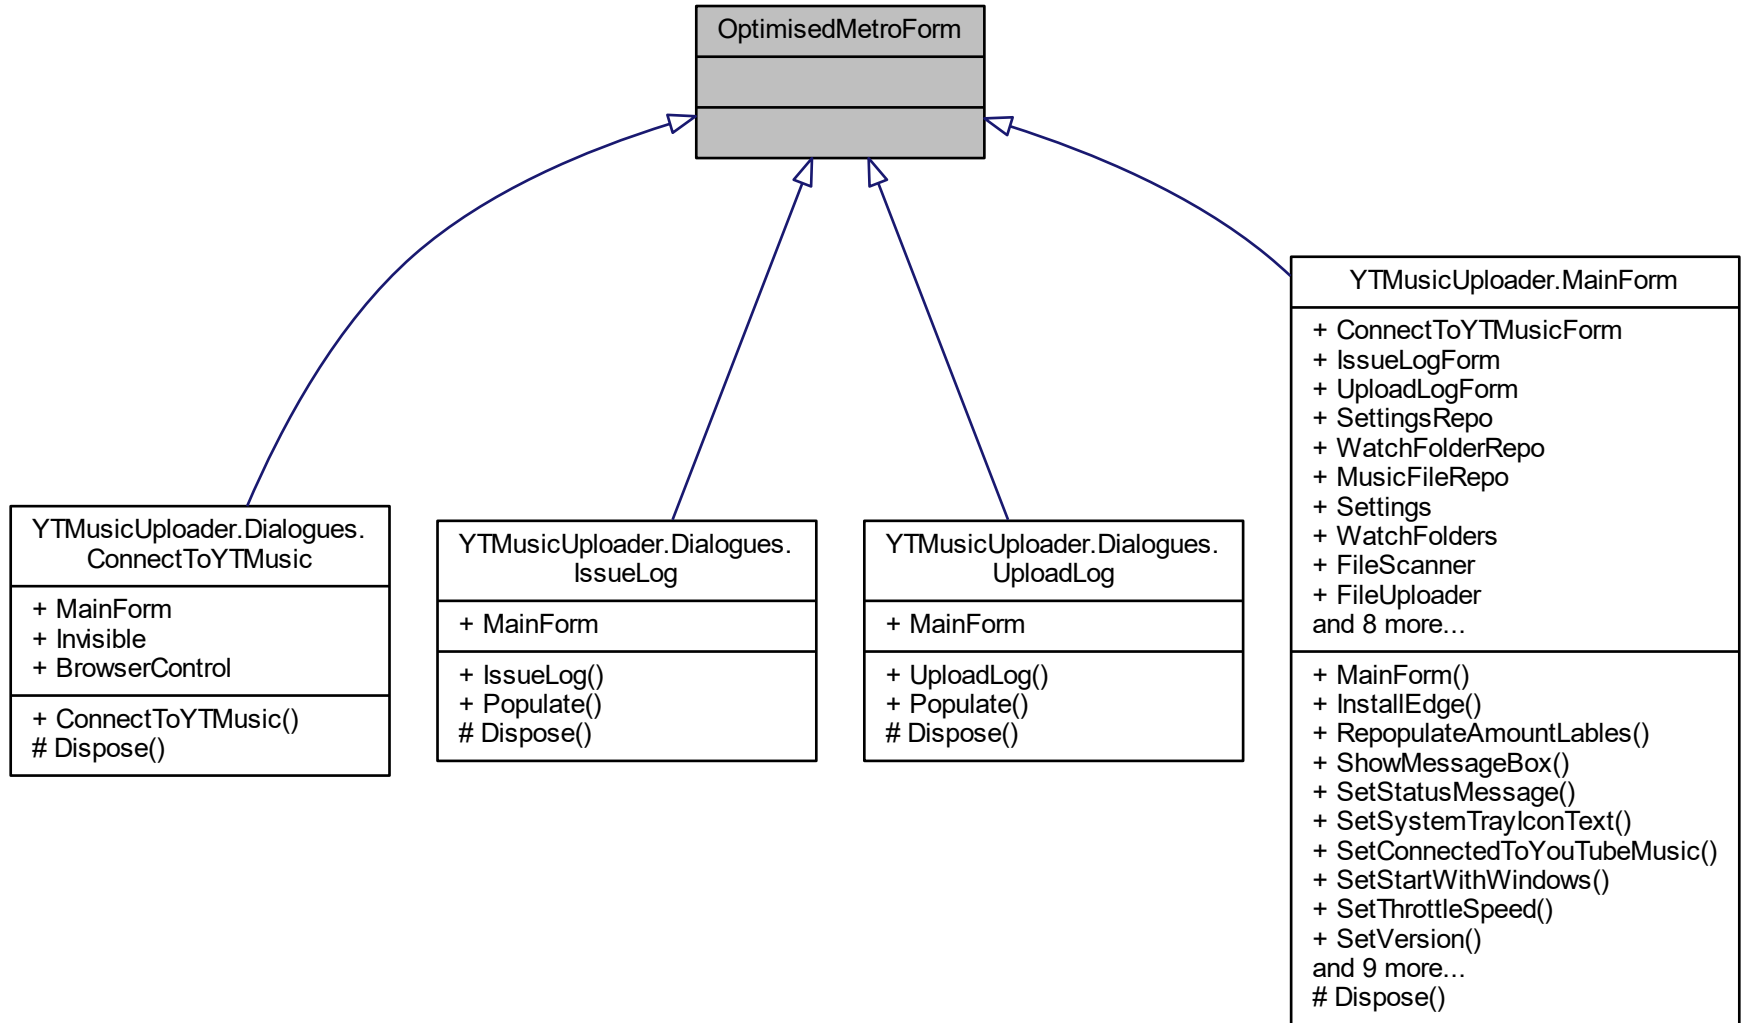 OptimisedMetroForm
YTMusicUploader.Dialogues.
ConnectToYTMusic
+ MainForm
+ Invisible
+ BrowserControl
+ ConnectToYTMusic()
# Dispose()
YTMusicUploader.Dialogues.
IssueLog
+ MainForm
+ IssueLog()
+ Populate()
# Dispose()
YTMusicUploader.Dialogues.
UploadLog
+ MainForm
+ UploadLog()
+ Populate()
# Dispose()
YTMusicUploader.MainForm
+ ConnectToYTMusicForm
+ IssueLogForm
+ UploadLogForm
+ SettingsRepo
+ WatchFolderRepo
+ MusicFileRepo
+ Settings
+ WatchFolders
+ FileScanner
+ FileUploader
and 8 more...
+ MainForm()
+ InstallEdge()
+ RepopulateAmountLables()
+ ShowMessageBox()
+ SetStatusMessage()
+ SetSystemTrayIconText()
+ SetConnectedToYouTubeMusic()
+ SetStartWithWindows()
+ SetThrottleSpeed()
+ SetVersion()
and 9 more...
# Dispose()